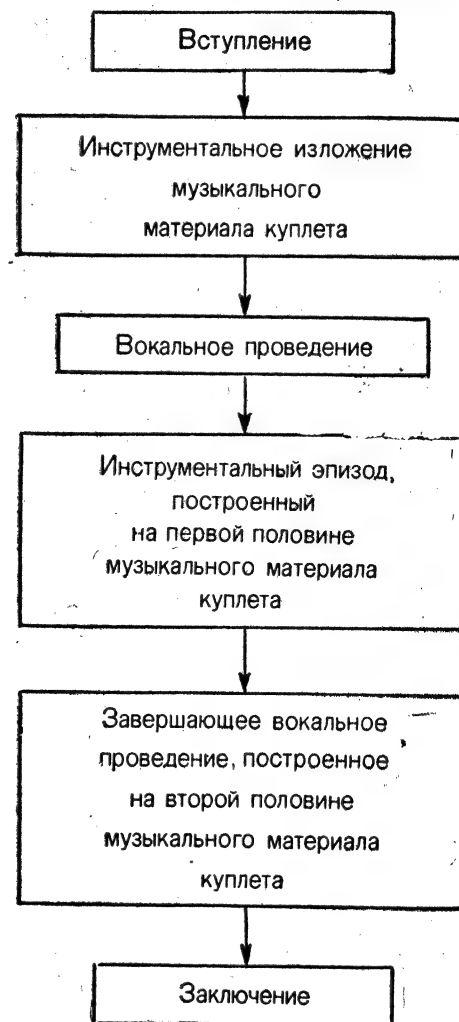 Вступление
Инструментальное изложение
музыкального
материала куплета
Вокальное проведение
Инструментальный эпизод,
построенный
на первой половине
музыкального материала
куплета
Завершающее вокальное
проведение, построенное
на второй половине
музыкального материала
куплета
Заключение